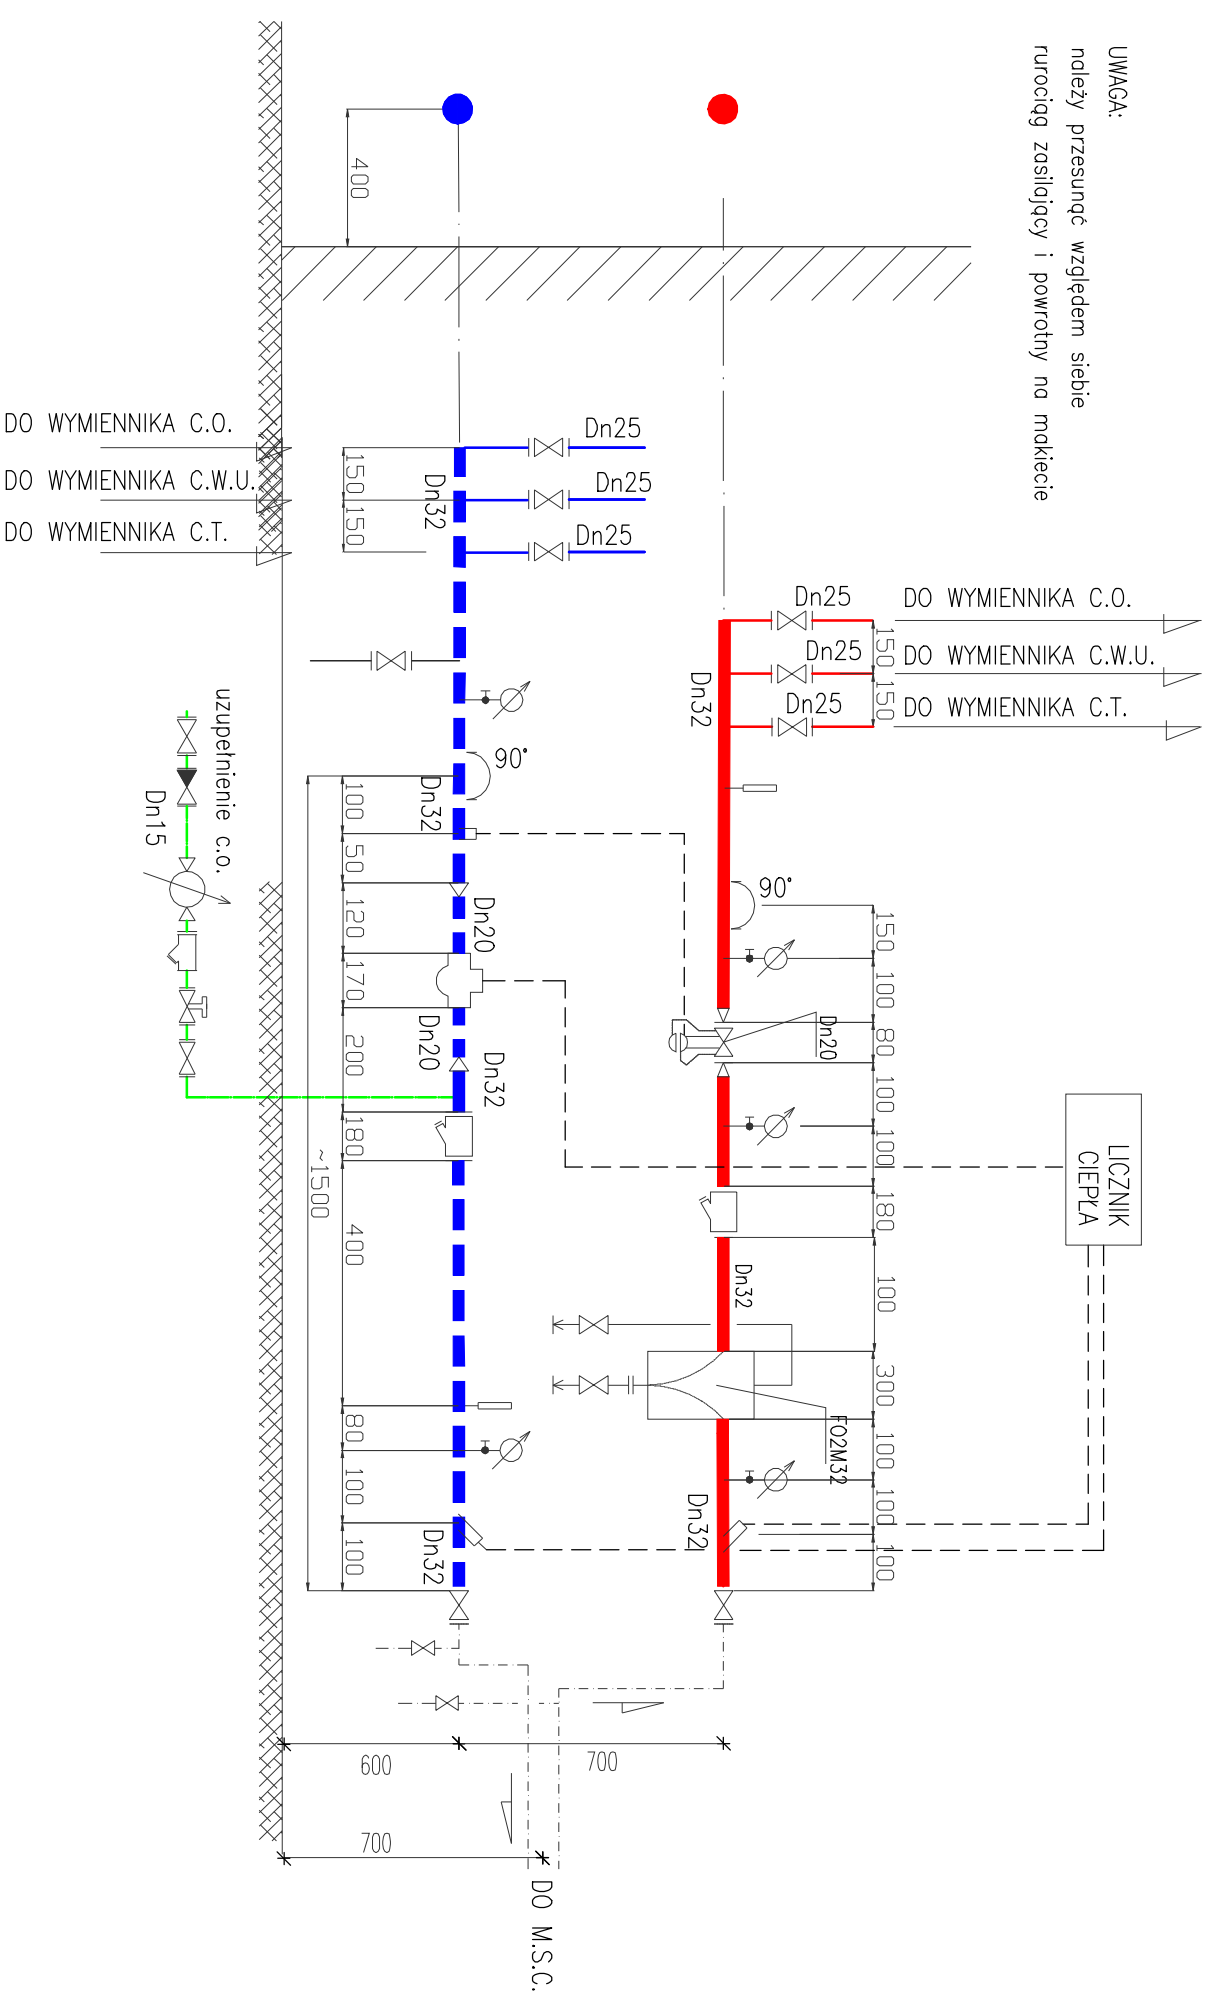 UWAGA:
należy przesunąć względem siebie
rurociąg zasilający i powrotny na makiecie
400
DO WYMIENNIKA C.O.
DO WYMIENNIKA C.W.U.
DO WYMIENNIKA C.T.
150
150
Dn32
Dn25
Dn25
Dn25
Dn25
Dn25
Dn25
DO WYMIENNIKA C.O.
DO WYMIENNIKA C.W.U.
DO WYMIENNIKA C.T.
150
150
Dn32
uzupełnienie c.o.
Dn15
90°
Dn32
100
50
120
170
200
180
400
80
100
100
~1500
Dn20
Dn20
Dn32
Dn32
90°
150
100
80
100
100
180
100
300
100
100
100
Dn20
Dn32
FO2M32
Dn32
LICZNIK
CIEPŁA
600
700
700
DO M.S.C.